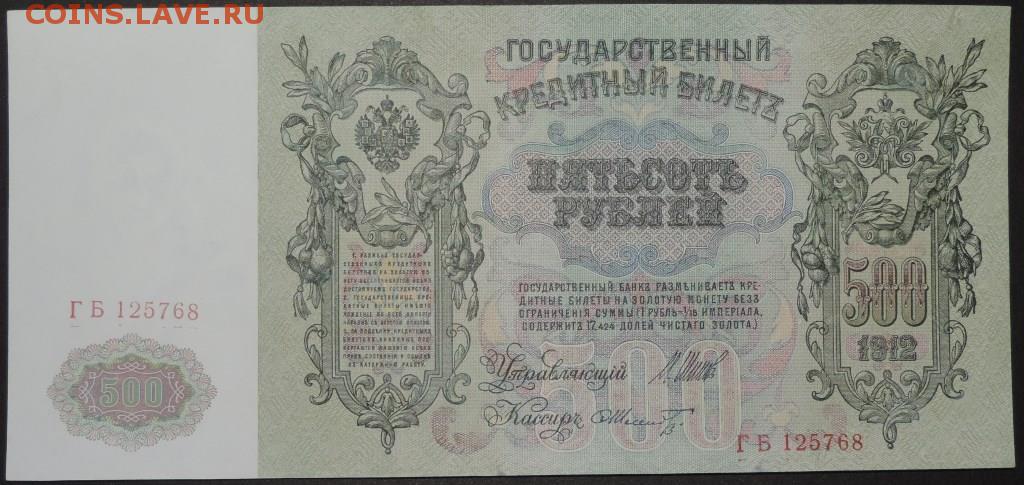 COINS.LAVE.RU
ГОСУДАРСТВЕННЫЙ
КРЕДИТНЫЙ БИЛЕТЪ
ПЯТЬСОТЪ
РУБЛЕЙ
ГОСУДАРСТВЕННЫЙ БАНКЪ РАЗМѢНИВАЕТЪ КРЕ-
ДИТНЫЕ БИЛЕТЫ НА ЗОЛОТУЮ МОНЕТУ БЕЗЪ
ОГРАНИЧЕНІЯ СУММЫ (1 РУБЛЬ = 1/15 ИМПЕРІАЛА,
СОДЕРЖИТЪ 17,424 ДОЛЕЙ ЧИСТАГО ЗОЛОТА.)
500
1912
ГБ 125768
500
500
Управляющій
Кассиръ
ГБ 125768